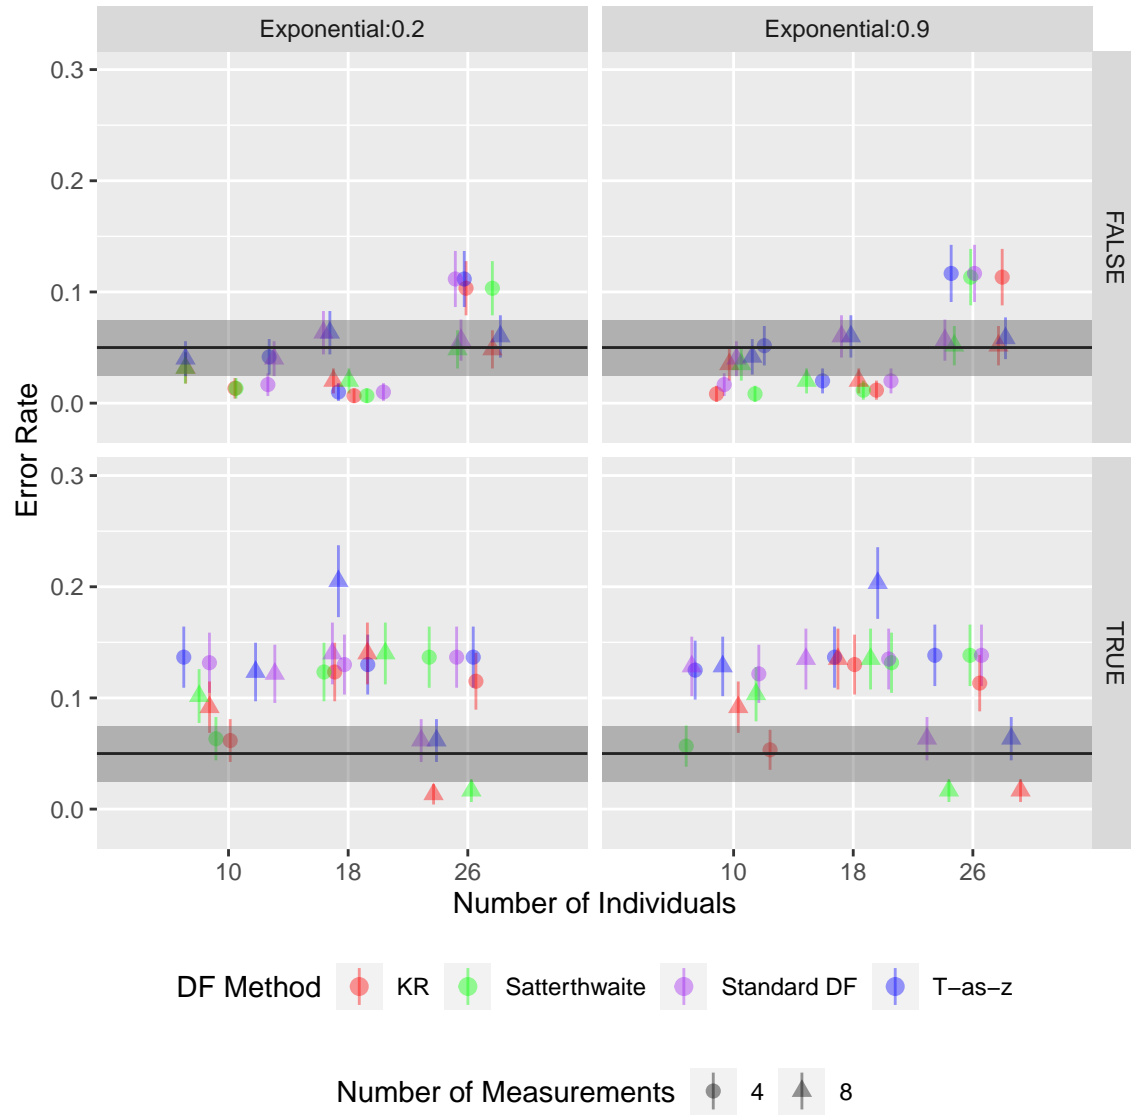 Exponential:0.2 Exponential:0.9
0.3
0.2
0.1
0.0
FALSE
Error Rate
0.3
0.2
0.1
0.0
TRUE
10 18 26 10 18 26
Number of Individuals
DF Method KR Satterthwaite Standard DF T−as−z
Number of Measurements 4 8